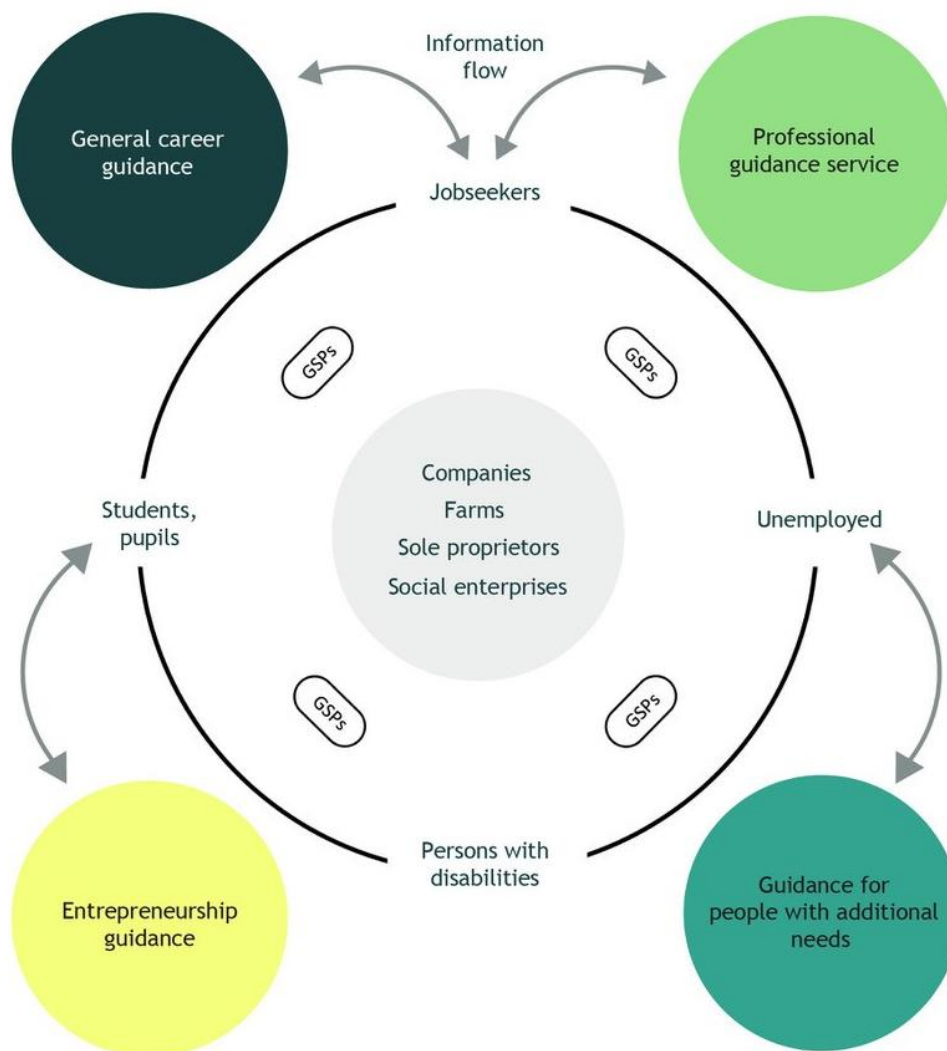 Information
flow
General career
guidance
Professional
guidance service
Jobseekers
GSPs
GSPs
Companies
Farms
Sole proprietors
Social enterprises
Students,
pupils
Unemployed
GSPs
GSPs
Persons with
disabilities
Entrepreneurship
guidance
Guidance for
people with additional
needs